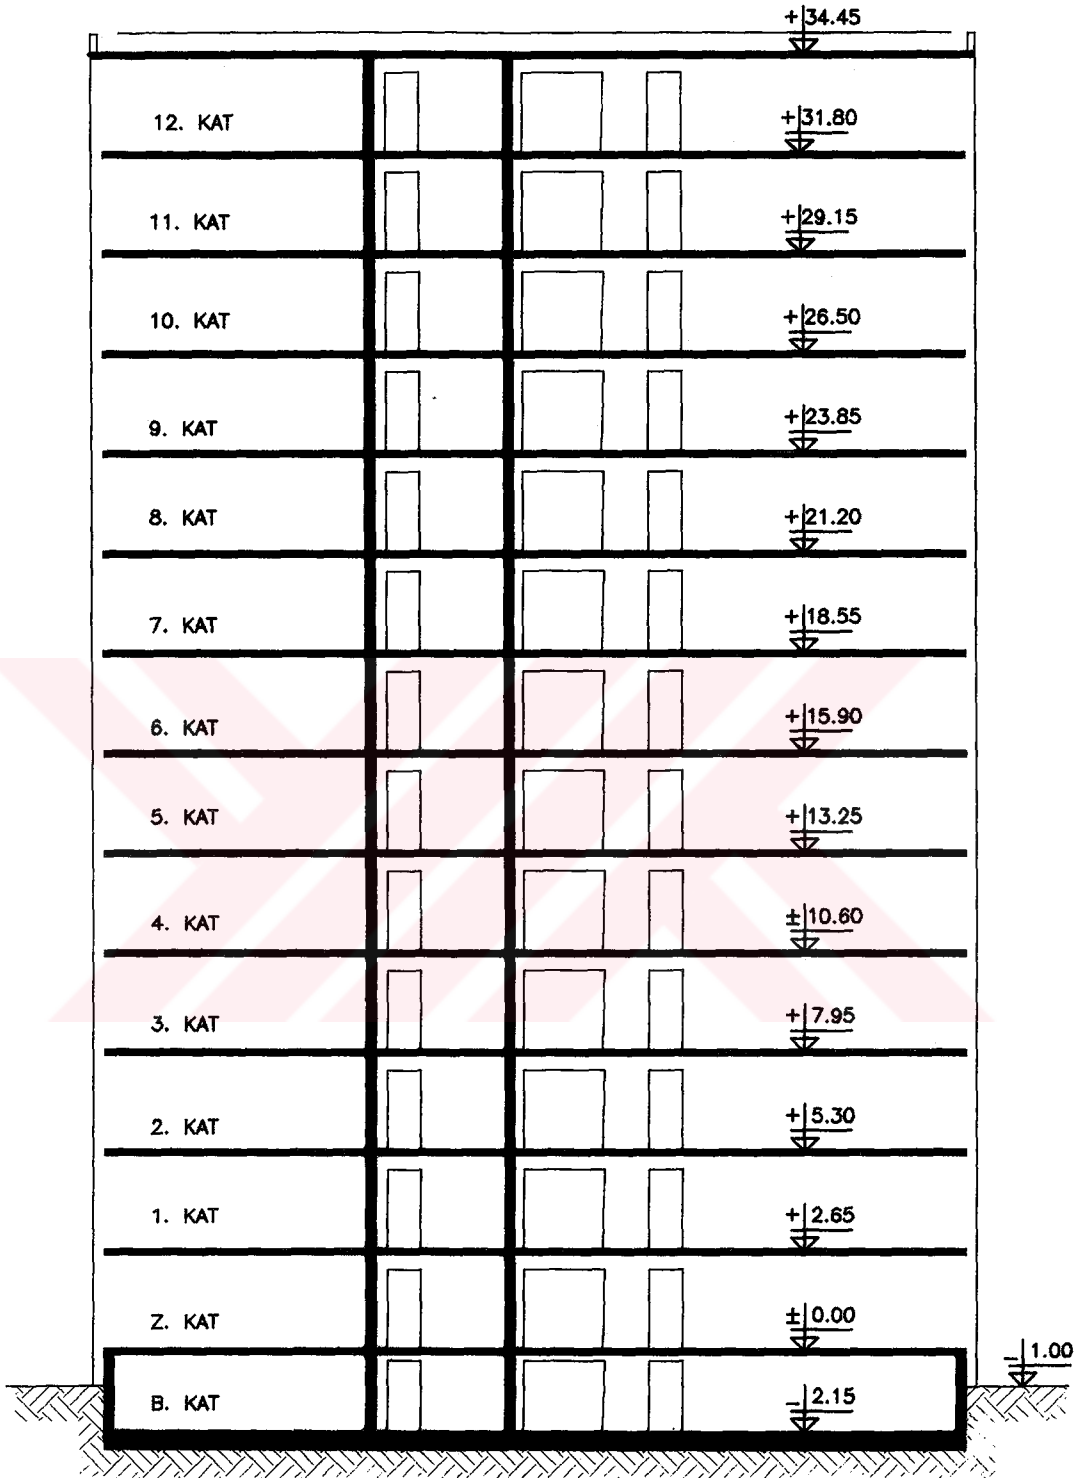 +34.45
12. KAT
+31.80
11. KAT
+29.15
10. KAT
+26.50
9. KAT
+23.85
8. KAT
+21.20
7. KAT
+18.55
6. KAT
+15.90
5. KAT
+13.25
4. KAT
±10.60
3. KAT
+7.95
2. KAT
+5.30
1. KAT
+2.65
Z. KAT
±0.00
-1.00
B. KAT
-2.15